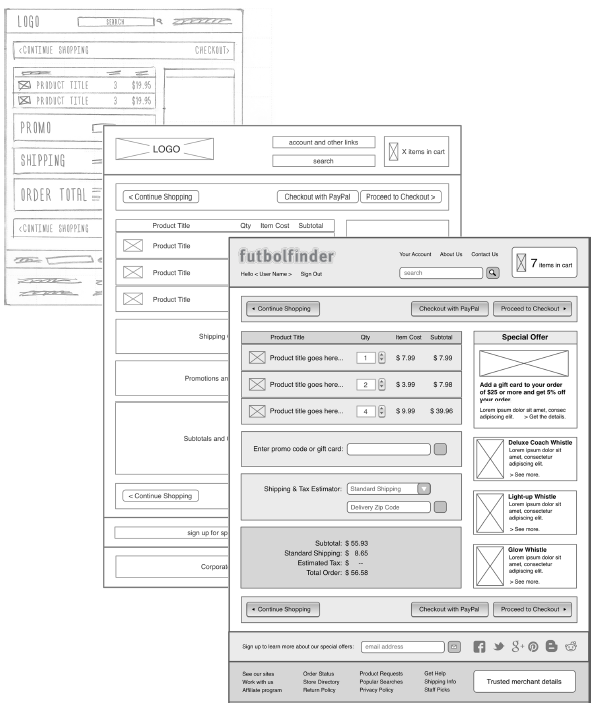 LOGO
SEARCH
<CONTINUE SHOPPING
CHECKOUT>
PRODUCT TITLE 3 $19.95
PRODUCT TITLE 3 $19.95
PROMO
SHIPPING
ORDER TOTAL
<CONTINUE SHOPPING
LOGO
account and other links
search
X items in cart
< Continue Shopping
Checkout with PayPal
Proceed to Checkout >
Product Title Qty Item Cost Subtotal
Product Title
Product Title
Product Title
Shipping
Promotions an
Subtotals and
< Continue Shopping
sign up for sp
Corporat
futbolfinder
Your Account About Us Contact Us
Hello < User Name > Sign Out
search
7 items in cart
Continue Shopping
Checkout with PayPal
Proceed to Checkout
Product Title Qty Item Cost Subtotal
Product title goes here... 1 $ 7.99 $ 7.99
Product title goes here... 2 $ 3.99 $ 7.98
Product title goes here... 4 $ 9.99 $ 39.96
Enter promo code or gift card:
Shipping & Tax Estimator: Standard Shipping
Delivery Zip Code
Subtotal: $ 55.93
Standard Shipping: $ 8.65
Estimated Tax: $ --
Total Order: $ 56.58
Special Offer
Add a gift card to your order
of $25 or more and get 5% off
your order
Lorem ipsum dolor sit amet, consec
adipiscing elit. > Get the details.
Deluxe Coach Whistle
Lorem ipsum dolor sit
amet, consectetur
adipiscing elit.
> See more.
Light-up Whistle
Lorem ipsum dolor sit
amet, consectetur
adipiscing elit.
> See more.
Glow Whistle
Lorem ipsum dolor sit
amet, consectetur
adipiscing elit.
> See more.
Continue Shopping
Checkout with PayPal
Proceed to Checkout
Sign up to learn more about our special offers: email address
See our sites
Work with us
Affiliate program
Order Status
Store Directory
Return Policy
Product Requests
Popular Searches
Privacy Policy
Get Help
Shipping Info
Staff Picks
Trusted merchant details